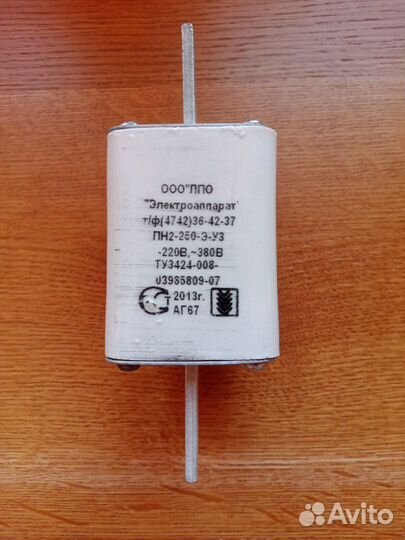 ООО"ЛПО
"Электроаппарат
т/ф(4742)36-42-37
ПН2-250-Э-У3
-220В,~380В
ТУ3424-008-
03985809-07
2013г.
АГ67
Avito